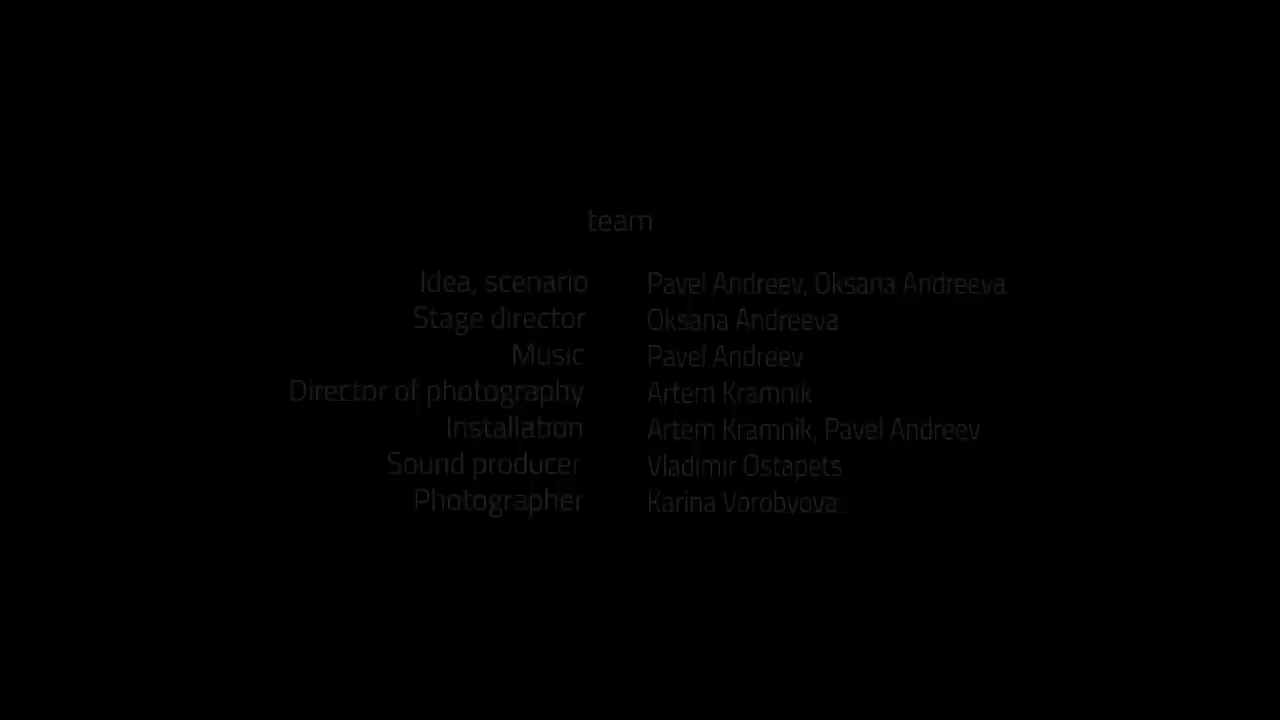 team
Idea, scenario Pavel Andreev, Oksana Andreeva
Stage director Oksana Andreeva
Music Pavel Andreev
Director of photography Artem Kramnik
Installation Artem Kramnik, Pavel Andreev
Sound producer Vladimir Ostapets
Photographer Karina Vorobyova